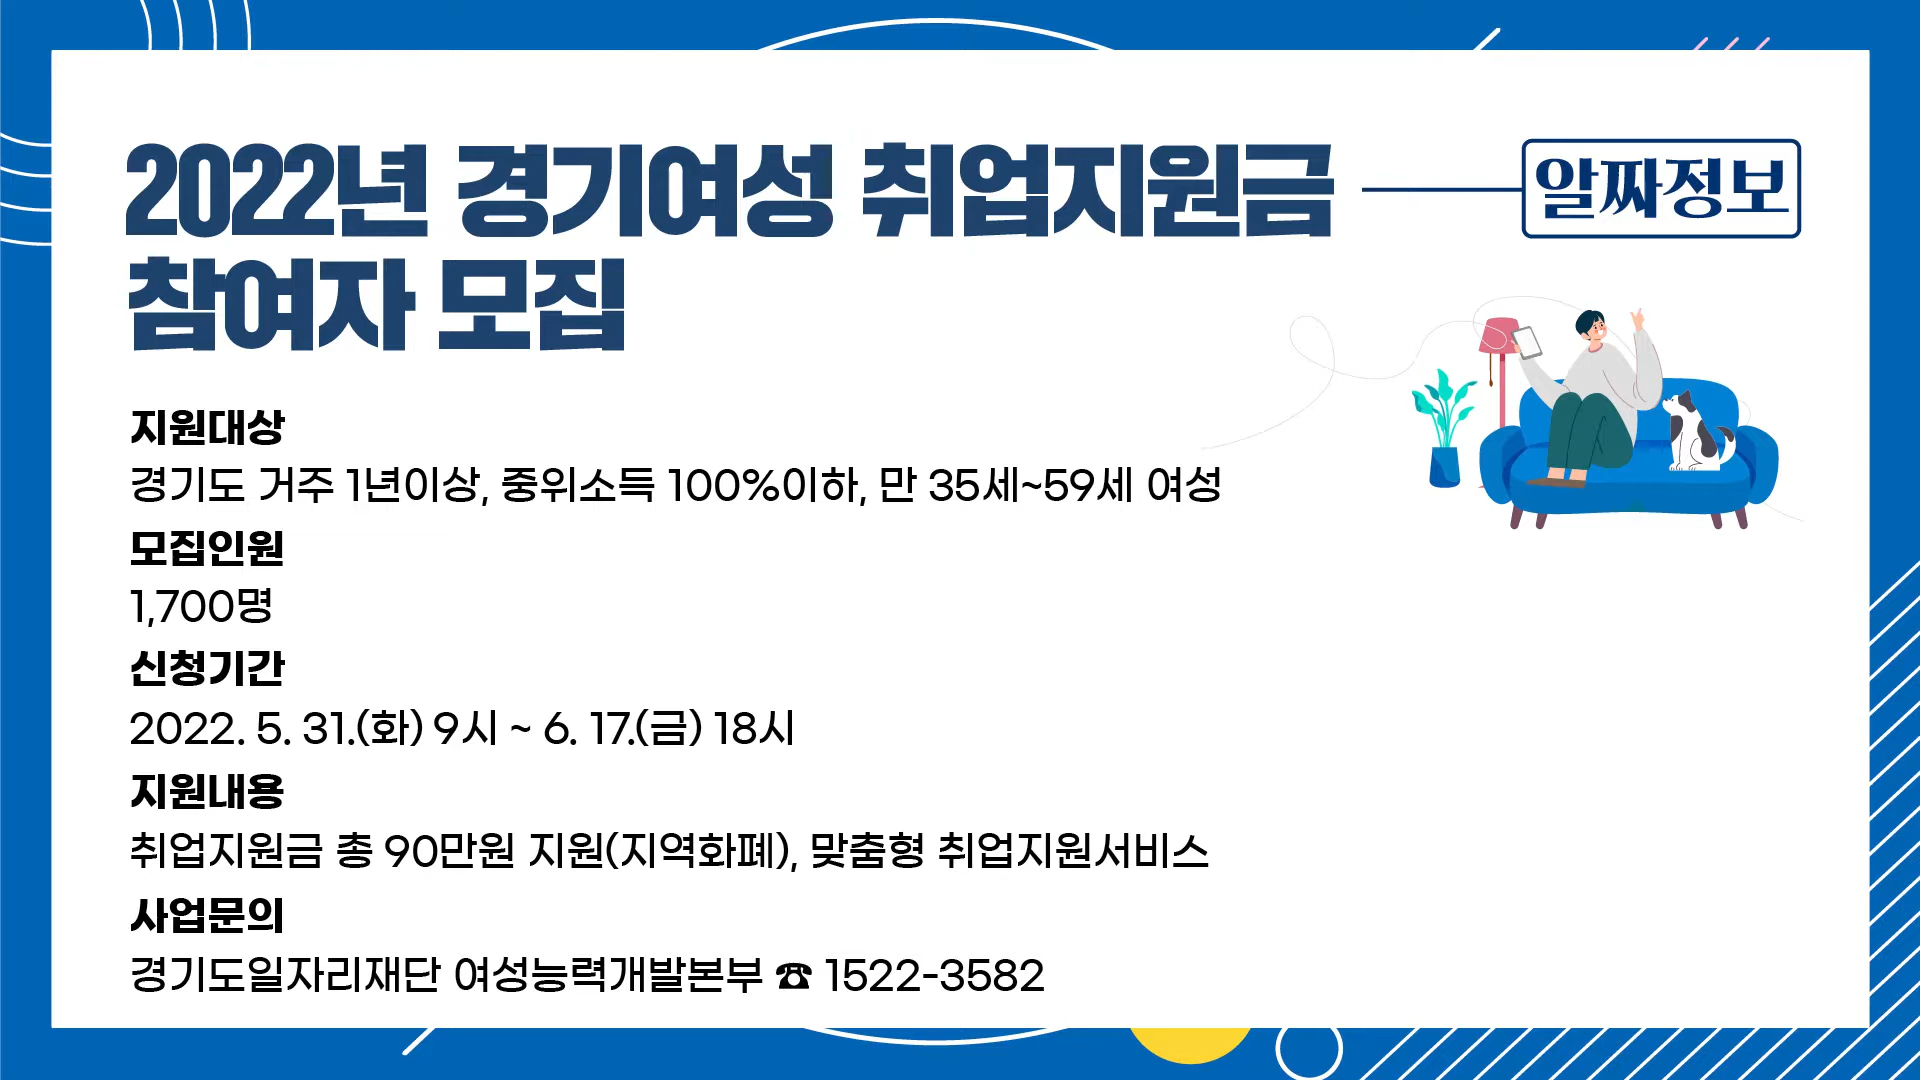 2022년 경기여성 취업지원금
참여자 모집
알짜정보
지원대상
경기도 거주 1년이상, 중위소득 100%이하, 만 35세~59세 여성
모집인원
1,700명
신청기간
2022. 5. 31.(화) 9시 ~ 6. 17.(금) 18시
지원내용
취업지원금 총 90만원 지원(지역화폐), 맞춤형 취업지원서비스
사업문의
경기도일자리재단 여성능력개발본부 ☎ 1522-3582